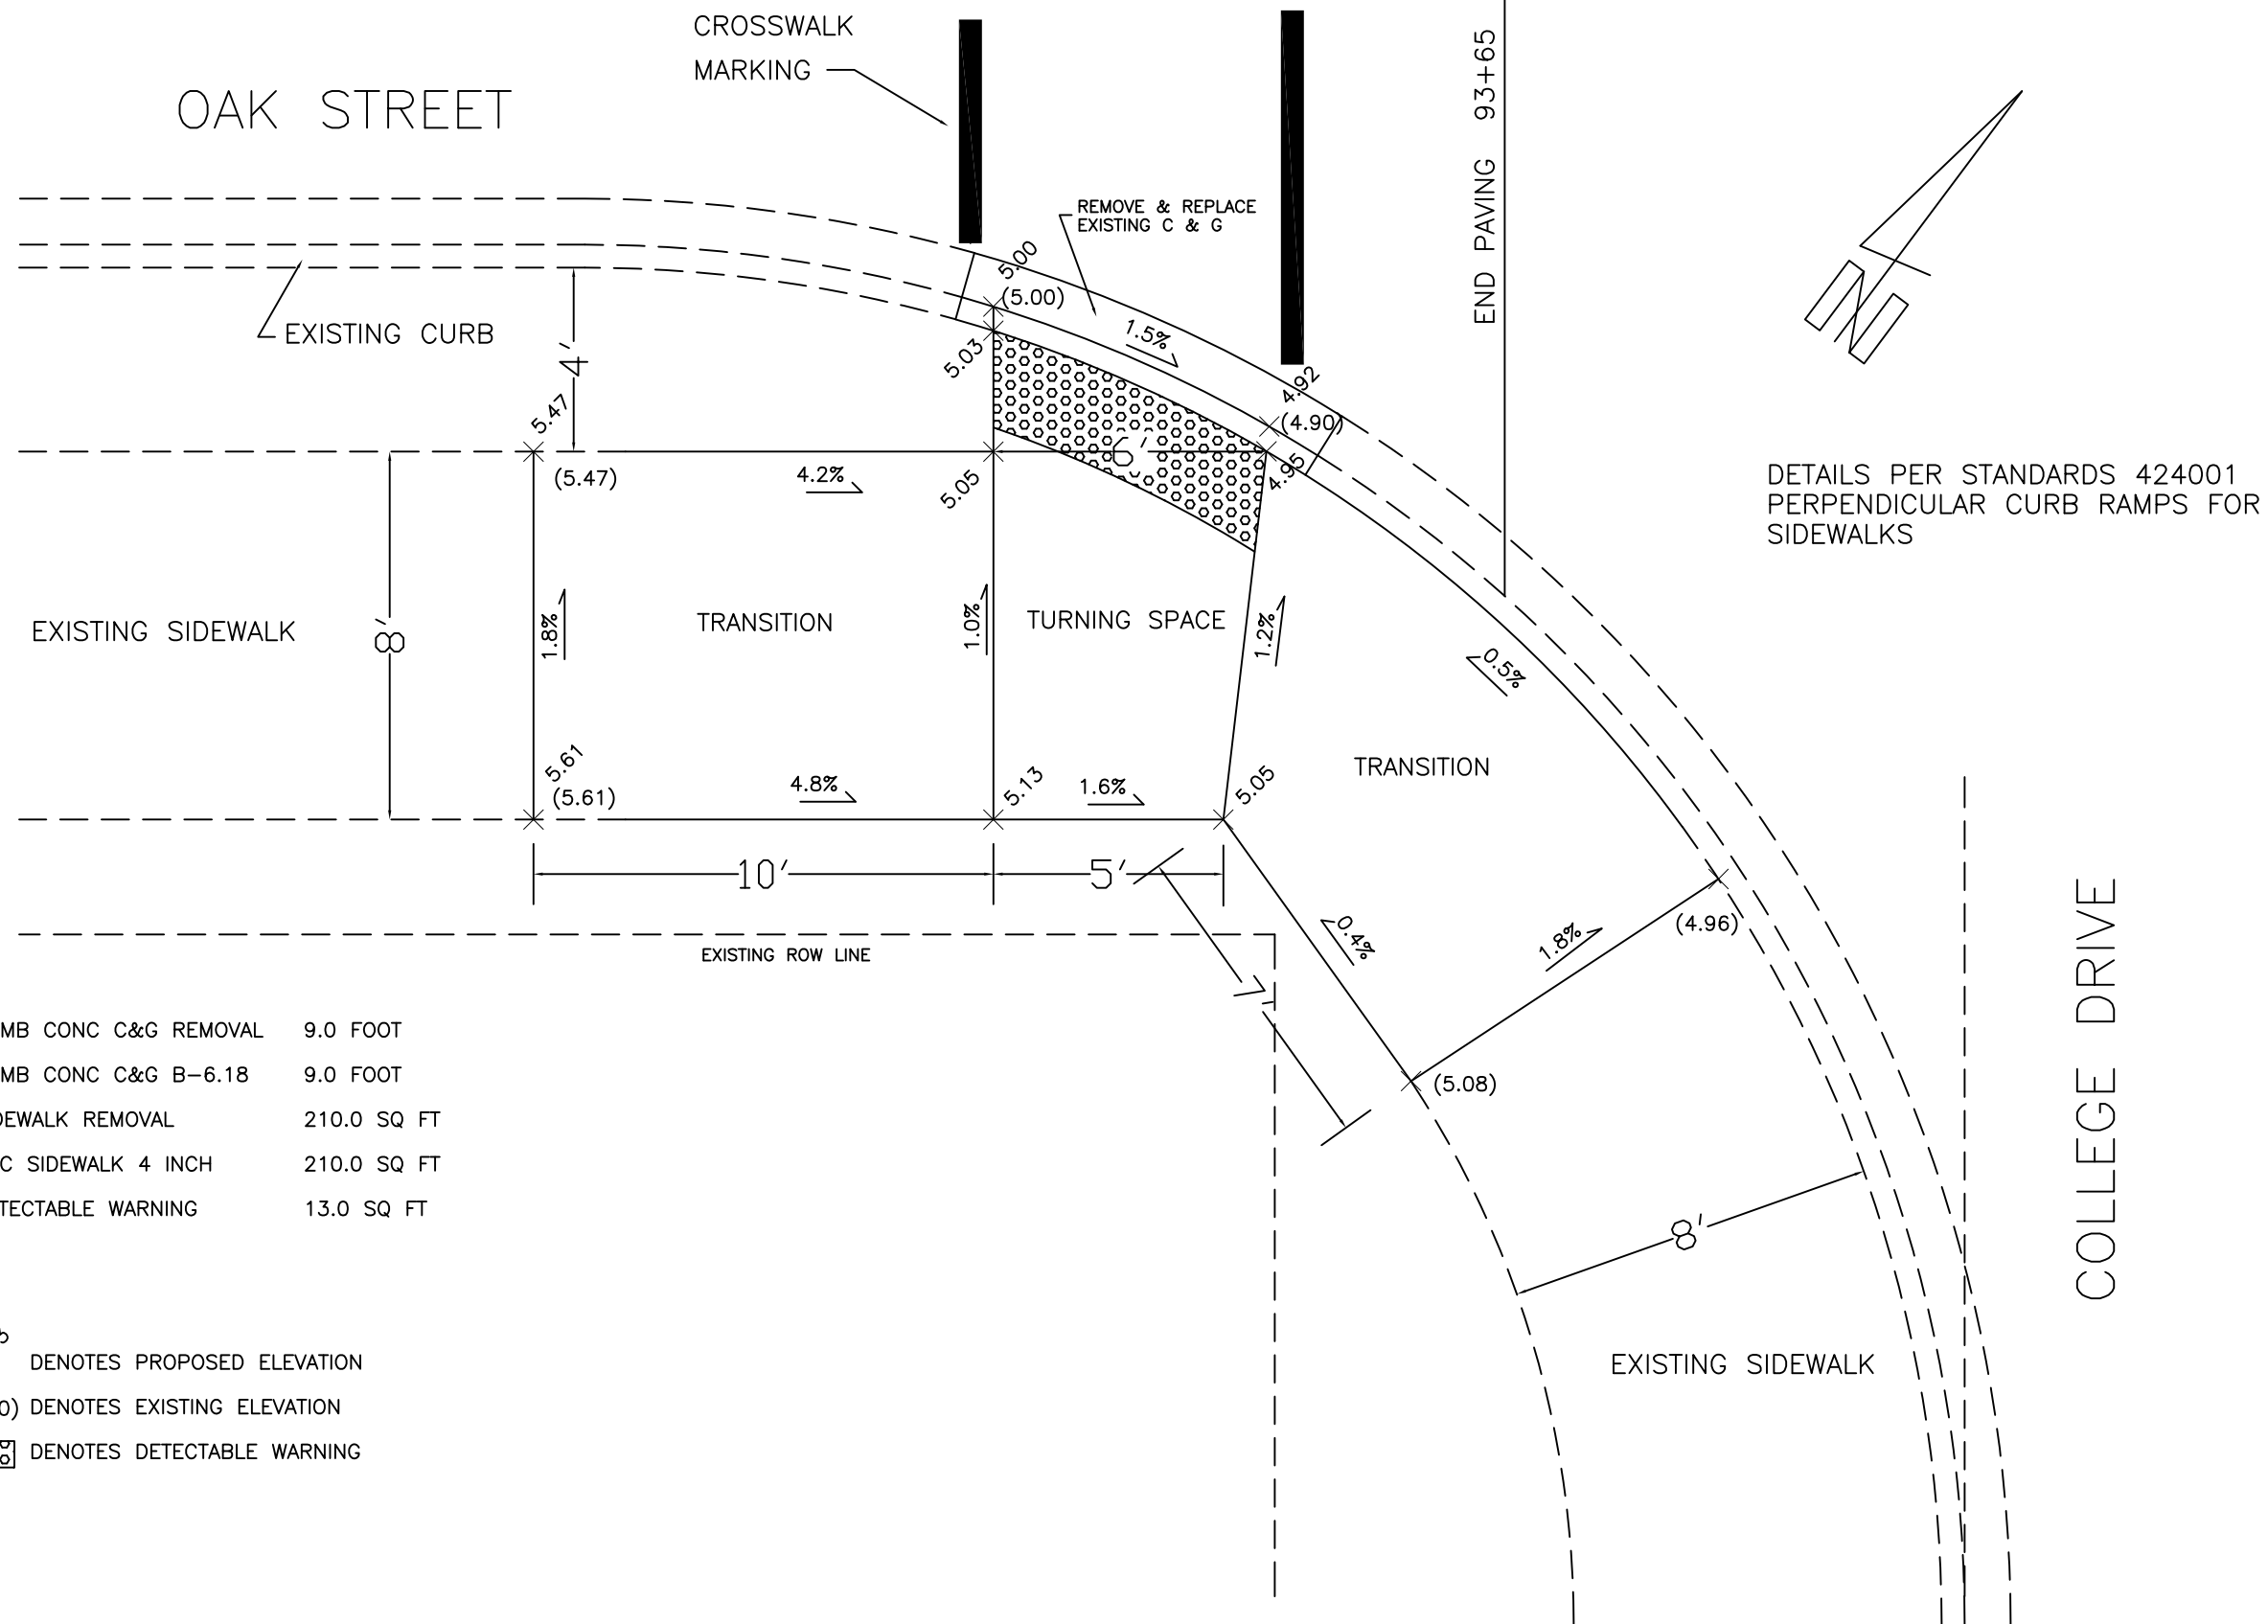 CROSSWALK
MARKING
OAK STREET
REMOVE & REPLACE
EXISTING C & G
END PAVING 93+65
N
EXISTING CURB
4'
5.00
(5.00)
1.5%
5.03
4.92
(4.90)
4.95
5.47
(5.47)
4.2%
5.05
6'
DETAILS PER STANDARDS 424001
PERPENDICULAR CURB RAMPS FOR
SIDEWALKS
EXISTING SIDEWALK
8'
1.8%
TRANSITION
1.0%
TURNING SPACE
1.2%
0.5%
TRANSITION
5.61
(5.61)
4.8%
5.13
1.6%
5.05
10'
5'
7'
0.4%
1.8%
(4.96)
(5.08)
EXISTING ROW LINE
COLLEGE DRIVE
MB CONC C&G REMOVAL 9.0 FOOT
MB CONC C&G B-6.18 9.0 FOOT
EWALK REMOVAL 210.0 SQ FT
C SIDEWALK 4 INCH 210.0 SQ FT
TECTABLE WARNING 13.0 SQ FT
8'
EXISTING SIDEWALK
DENOTES PROPOSED ELEVATION
0) DENOTES EXISTING ELEVATION
DENOTES DETECTABLE WARNING